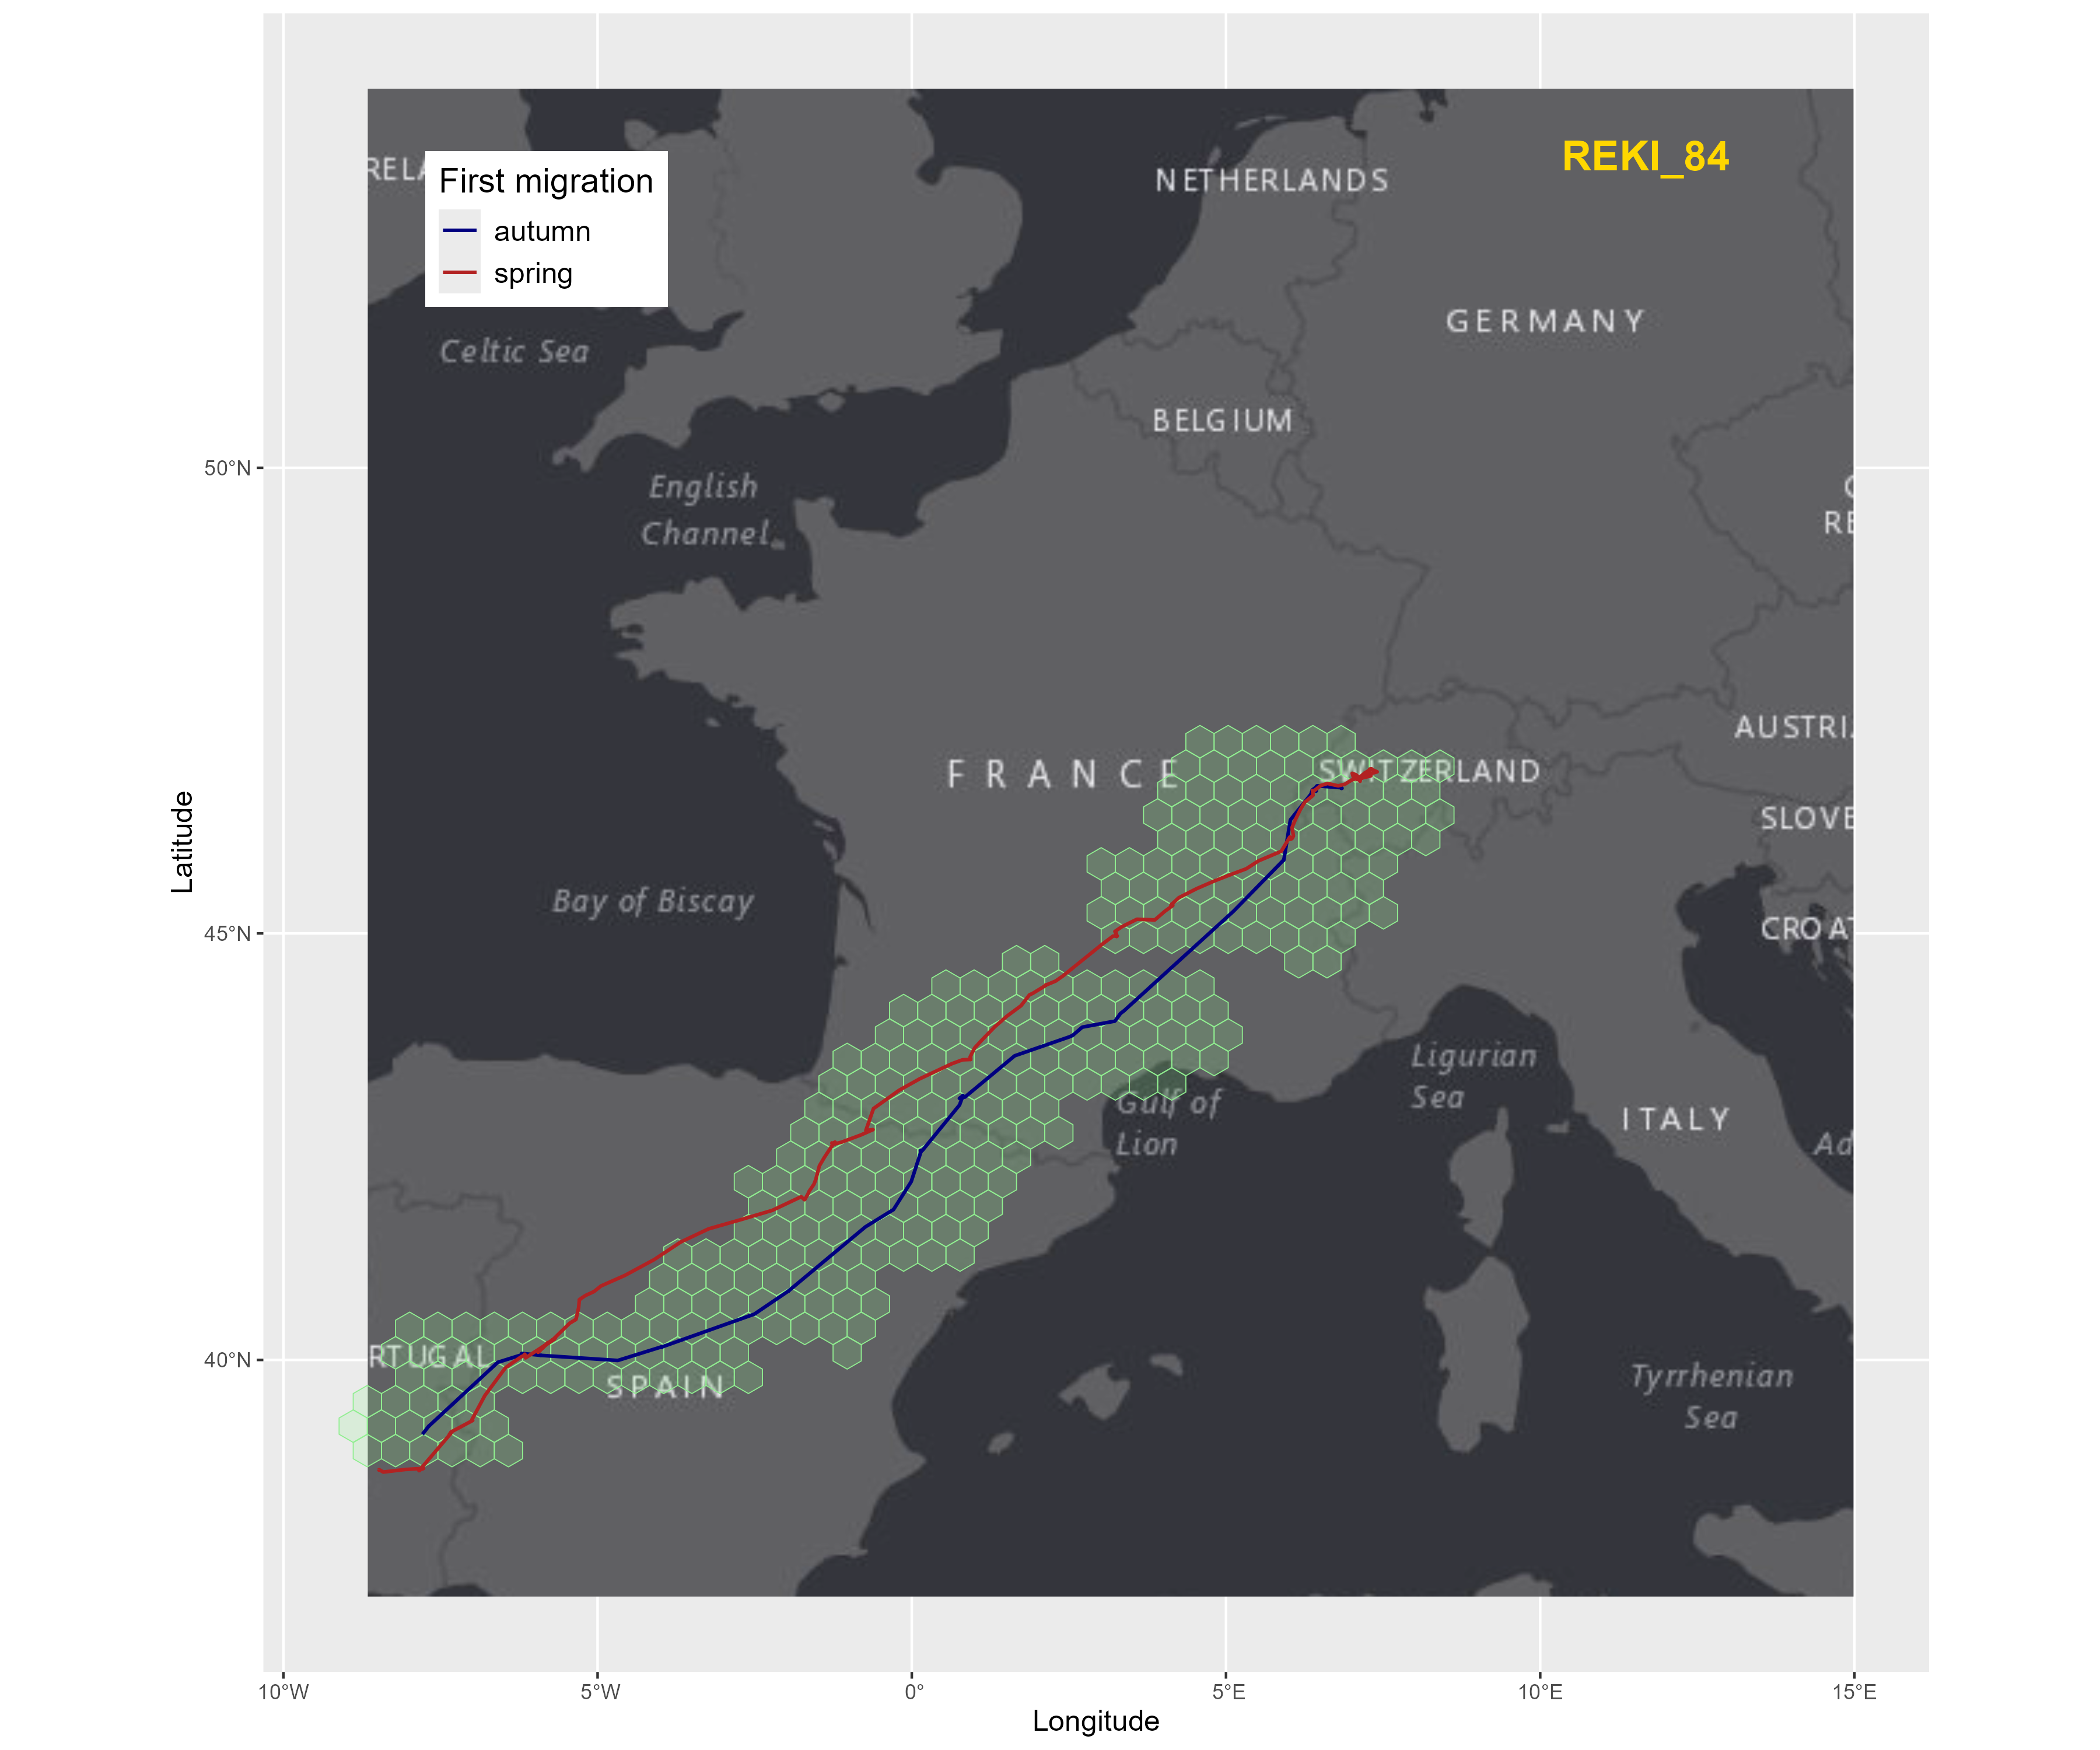 REKI_84
RELA
First migration
autumn
spring
NETHERLANDS
GERMANY
Celtic Sea
BELGIUM
English
Channel
RE
50°N
FRANCE
SWITZERLAND
AUSTRI
SLOVE
Bay of Biscay
CROAT
45°N
Ligurian
Sea
Gulf of
Lion
ITALY
Ad
RTUGAL
SPAIN
40°N
Tyrrhenian
Sea
Latitude
10°W 5°W 0° 5°E 10°E 15°E
Longitude